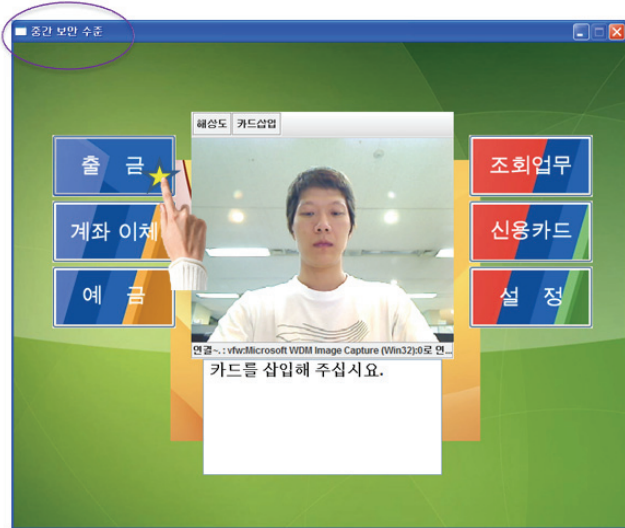 중간 보안 수준
해상도 카드삽입
출 금
계좌 이체
예 금
조회업무
신용카드
설 정
연결~. : vfw:Microsoft WDM Image Capture (Win32):0로 연...
카드를 삽입해 주십시요.